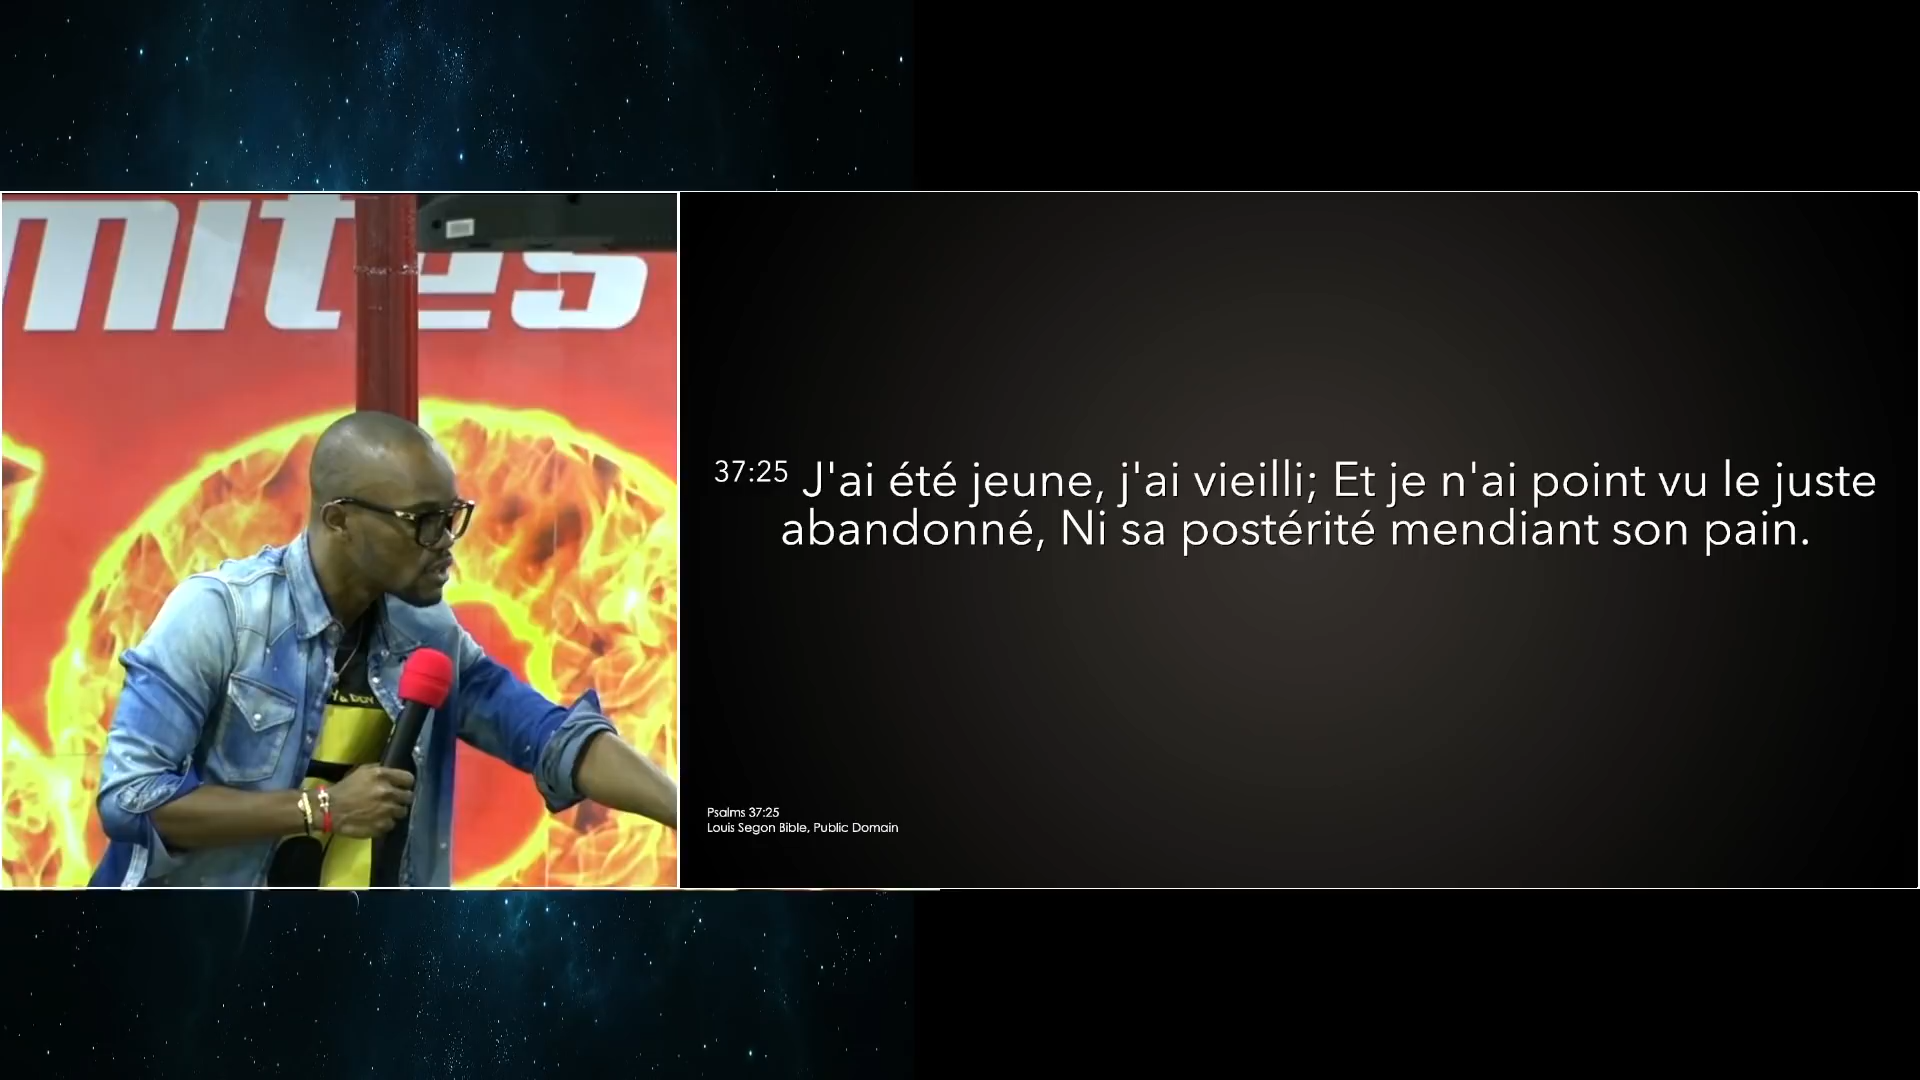 mites
37:25 J'ai été jeune, j'ai vieilli; Et je n'ai point vu le juste
abandonné, Ni sa postérité mendiant son pain.
Psalms 37:25
Louis Segon Bible, Public Domain